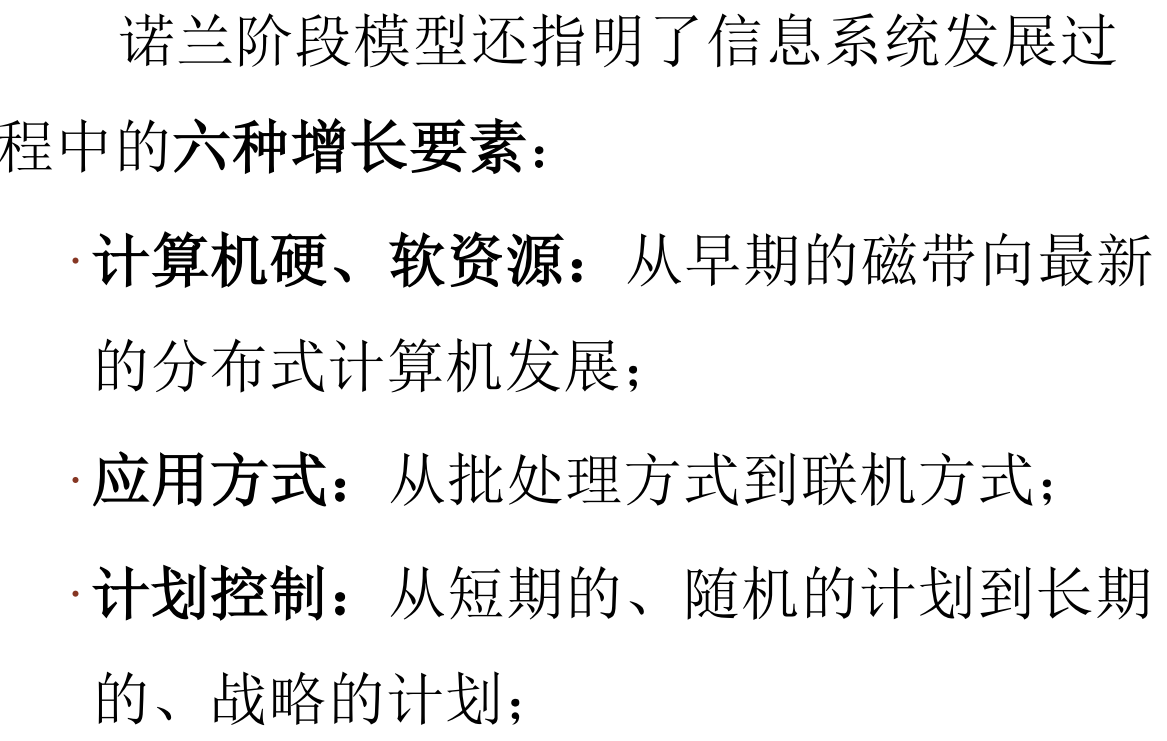 诺兰阶段模型还指明了信息系统发展过
程中的六种增长要素：
·计算机硬、软资源：从早期的磁带向最新
的分布式计算机发展；
·应用方式：从批处理方式到联机方式；
·计划控制：从短期的、随机的计划到长期
的、战略的计划；